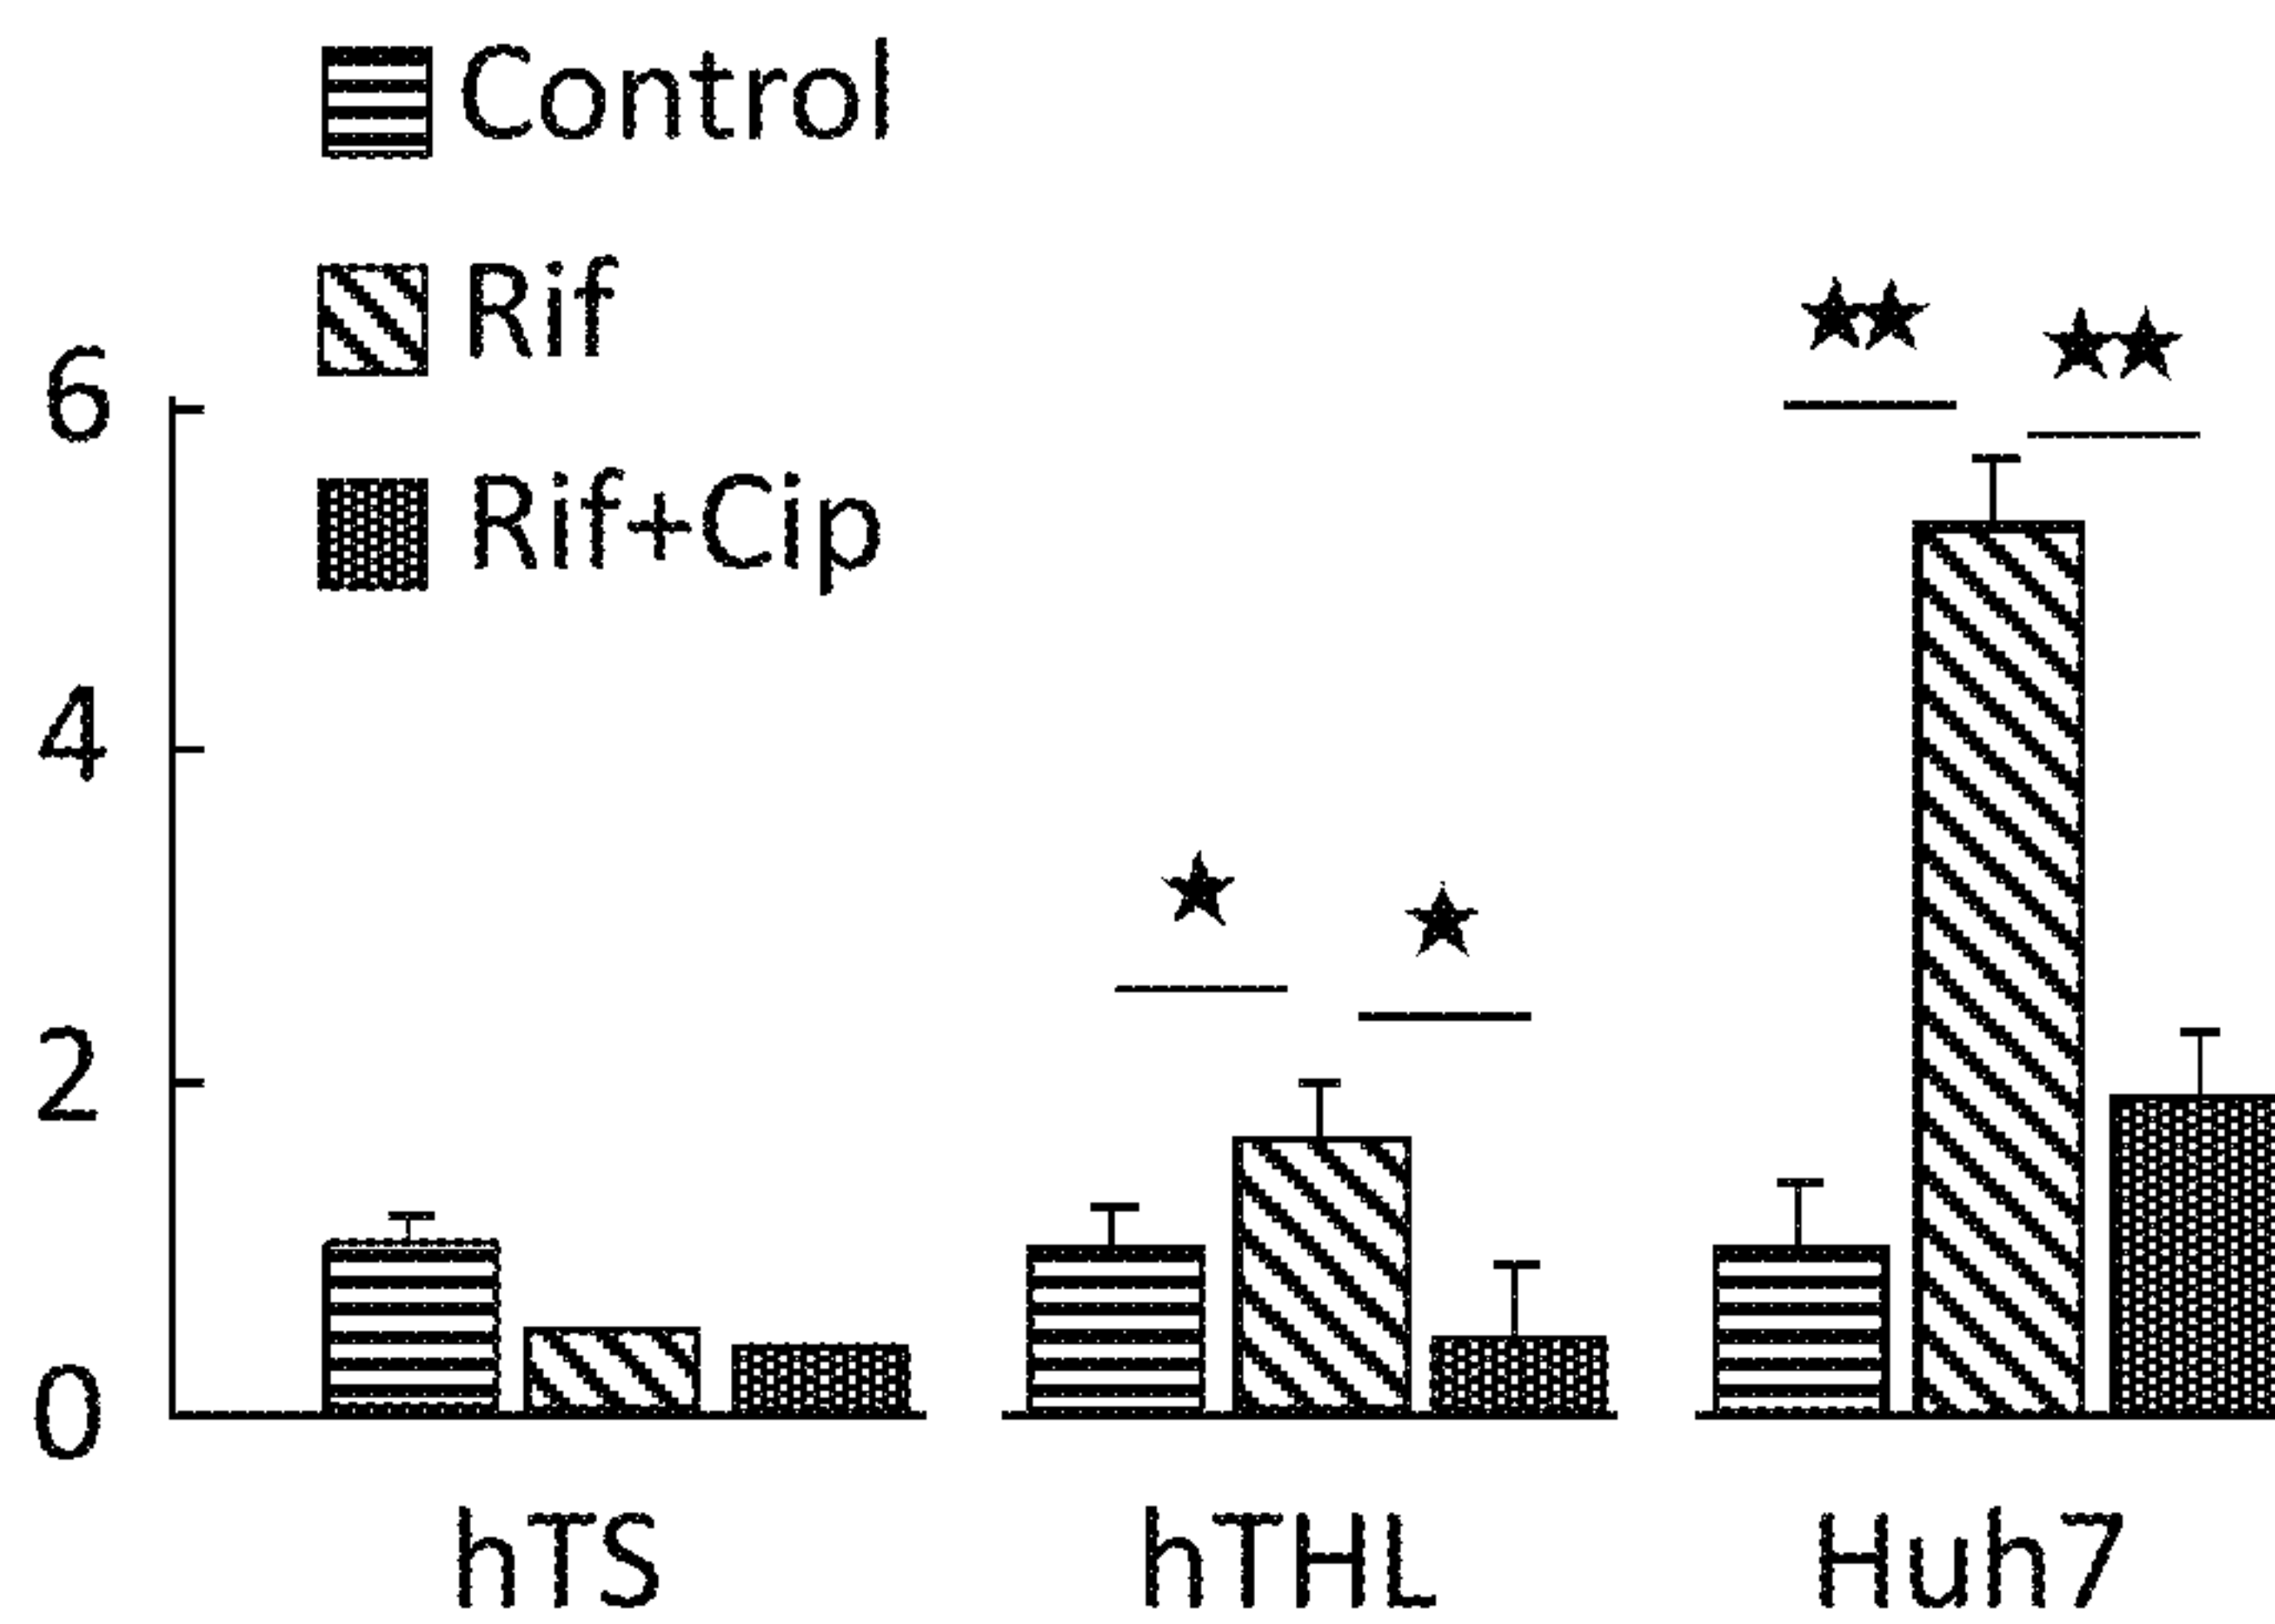 Control
Rif
Rif+Cip
6
4
2
0
★★
★★
★
★
hTS
hTHL
Huh7